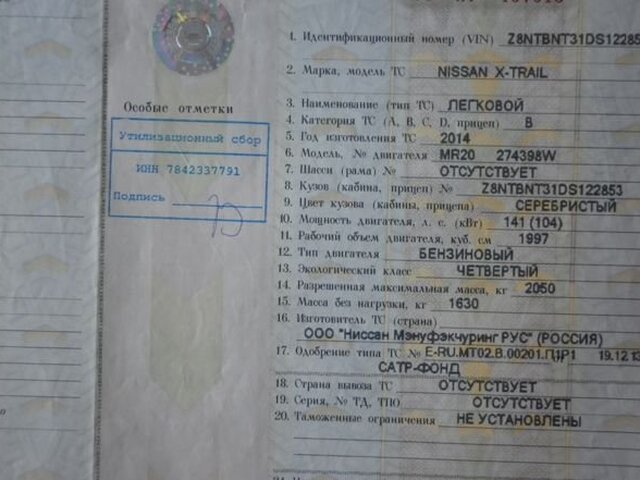 1. Идентификационный номер (VIN) Z8NTBNT31DS12285
2. Марка, модель ТС NISSAN X-TRAIL
Особые отметки
Утилизационный сбор
ИНН 7842337791
Подпись
3. Наименование (тип ТС) ЛЕГКОВОЙ
4. Категория ТС (А, В, С, D, прицеп) B
5. Год изготовления ТС 2014
6. Модель, № двигателя MR20 274398W
7. Шасси (рама) № ОТСУТСТВУЕТ
8. Кузов (кабина, прицеп) № Z8NTBNT31DS122853
9. Цвет кузова (кабины, прицепа) СЕРЕБРИСТЫЙ
10. Мощность двигателя, л. с. (кВт) 141 (104)
11. Рабочий объем двигателя, куб. см 1997
12. Тип двигателя БЕНЗИНОВЫЙ
13. Экологический класс ЧЕТВЕРТЫЙ
14. Разрешенная максимальная масса, кг 2050
15. Масса без нагрузки, кг 1630
16. Изготовитель ТС (страна)
ООО "Ниссан Мэнуфэкчуринг РУС" (РОССИЯ)
17. Одобрение типа ТС № E-RU.MT02.B.00201.П1Р1 19.12.13
САТР-ФОНД
18. Страна вывоза ТС ОТСУТСТВУЕТ
19. Серия, № ТД, ТПО ОТСУТСТВУЕТ
20. Таможенные ограничения НЕ УСТАНОВЛЕНЫ